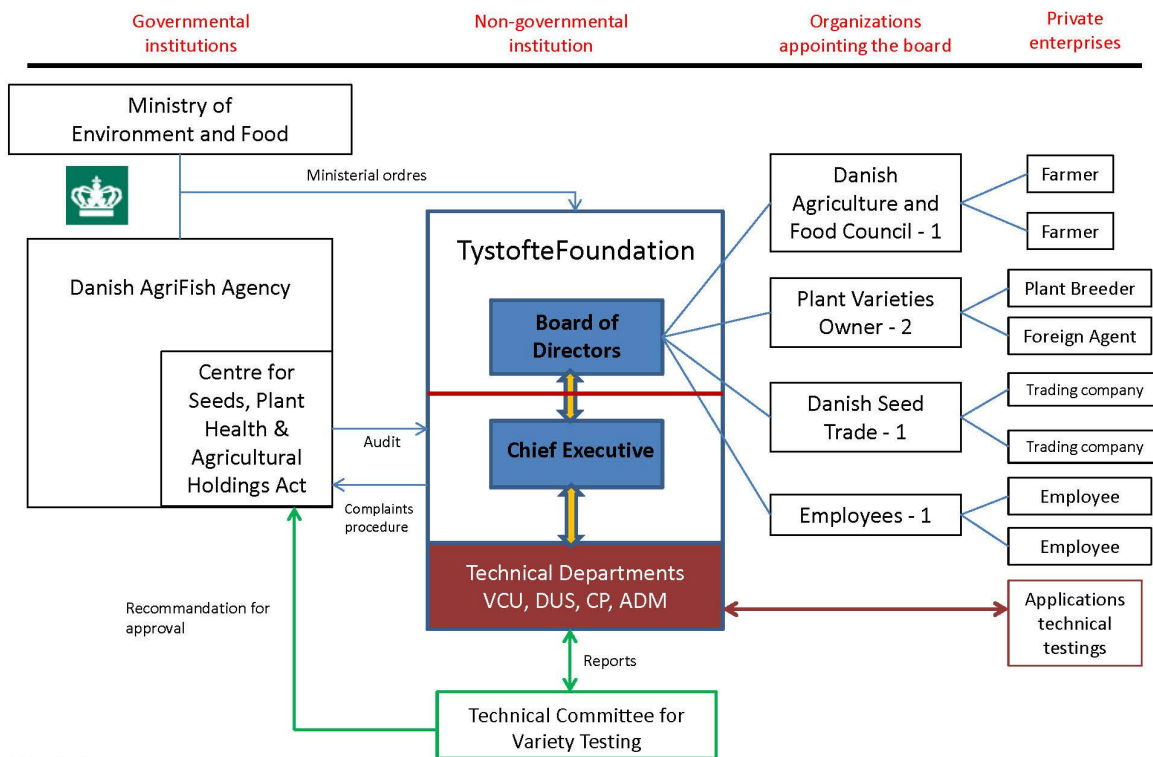 Governmental
institutions
Non-governmental
institution
Organizations
appointing the board
Private
enterprises
Ministry of
Environment and Food
Ministerial ordres
Danish AgriFish Agency
Centre for
Seeds, Plant
Health &
Agricultural
Holdings Act
Audit
Complaints
procedure
TystofteFoundation
Board of
Directors
Chief Executive
Technical Departments
VCU, DUS, CP, ADM
Danish
Agriculture and
Food Council - 1
Farmer
Farmer
Plant Varieties
Owner - 2
Plant Breeder
Foreign Agent
Danish Seed
Trade - 1
Trading company
Trading company
Employees - 1
Employee
Employee
Applications
technical
testings
Recommandation for
approval
Reports
Technical Committee for
Variety Testing